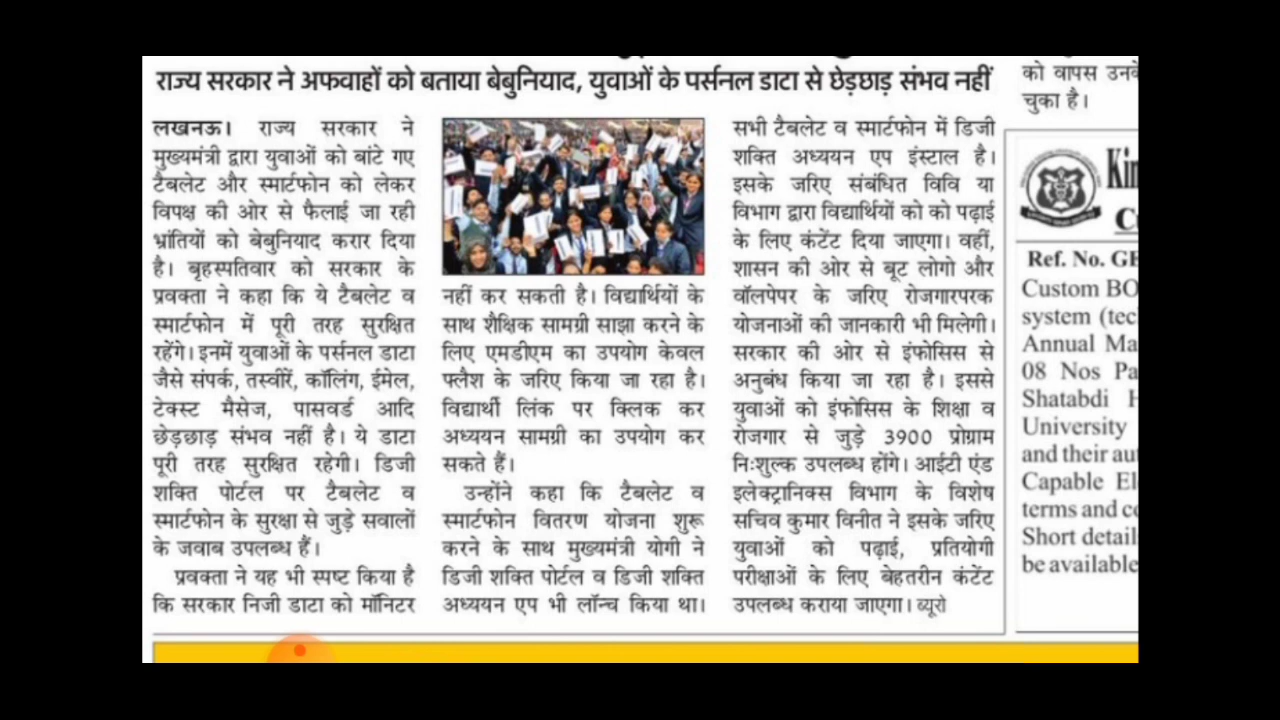 राज्य सरकार ने अफवाहों को बताया बेबुनियाद, युवाओं के पर्सनल डाटा से छेड़छाड़ संभव नहीं
लखनऊ। राज्य सरकार ने
मुख्यमंत्री द्वारा युवाओं को बांटे गए
टैबलेट और स्मार्टफोन को लेकर
विपक्ष की ओर से फैलाई जा रही
भ्रांतियों को बेबुनियाद करार दिया
है। बृहस्पतिवार को सरकार के
प्रवक्ता ने कहा कि ये टैबलेट व
स्मार्टफोन में पूरी तरह सुरक्षित
रहेंगे। इनमें युवाओं के पर्सनल डाटा
जैसे संपर्क, तस्वीरें, कॉलिंग, ईमेल,
टेक्स्ट मैसेज, पासवर्ड आदि
छेड़छाड़ संभव नहीं है। ये डाटा
पूरी तरह सुरक्षित रहेगी। डिजी
शक्ति पोर्टल पर टैबलेट व
स्मार्टफोन के सुरक्षा से जुड़े सवालों
के जवाब उपलब्ध हैं।
प्रवक्ता ने यह भी स्पष्ट किया है
कि सरकार निजी डाटा को मॉनिटर
नहीं कर सकती है। विद्यार्थियों के
साथ शैक्षिक सामग्री साझा करने के
लिए एमडीएम का उपयोग केवल
फ्लैश के जरिए किया जा रहा है।
विद्यार्थी लिंक पर क्लिक कर
अध्ययन सामग्री का उपयोग कर
सकते हैं।
उन्होंने कहा कि टैबलेट व
स्मार्टफोन वितरण योजना शुरू
करने के साथ मुख्यमंत्री योगी ने
डिजी शक्ति पोर्टल व डिजी शक्ति
अध्ययन एप भी लॉन्च किया था।
सभी टैबलेट व स्मार्टफोन में डिजी
शक्ति अध्ययन एप इंस्टाल है।
इसके जरिए संबंधित विवि या
विभाग द्वारा विद्यार्थियों को को पढ़ाई
के लिए कंटेंट दिया जाएगा। वहीं,
शासन की ओर से बूट लोगो और
वॉलपेपर के जरिए रोजगारपरक
योजनाओं की जानकारी भी मिलेगी।
सरकार की ओर से इंफोसिस से
अनुबंध किया जा रहा है। इससे
युवाओं को इंफोसिस के शिक्षा व
रोजगार से जुड़े 3900 प्रोग्राम
निःशुल्क उपलब्ध होंगे। आईटी एंड
इलेक्ट्रानिक्स विभाग के विशेष
सचिव कुमार विनीत ने इसके जरिए
युवाओं को पढ़ाई, प्रतियोगी
परीक्षाओं के लिए बेहतरीन कंटेंट
उपलब्ध कराया जाएगा। ब्यूरो
को वापस
चुका है।
Ref. No.
Custom
system
Annual
08 Nos
Shatabdi
University
and their
Capable
terms and
Short detail
be available